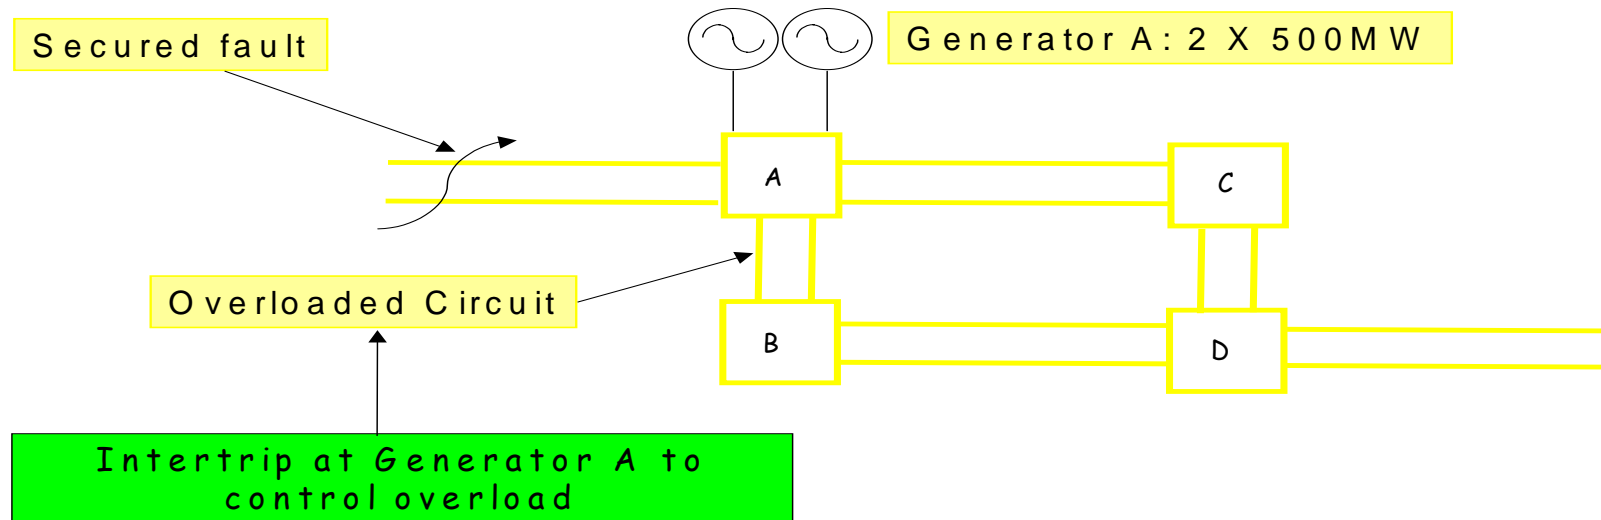 Secured fault
Generator A: 2 X 500MW
A
C
Overloaded Circuit
B
D
Intertrip at Generator A to
control overload